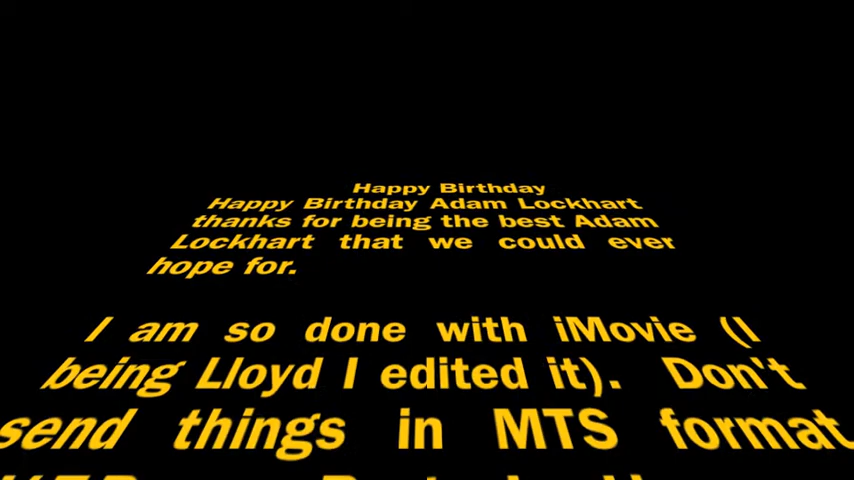 Happy Birthday
Happy Birthday Adam Lockhart
thanks for being the best Adam
Lockhart that we could ever
hope for.
I am so done with iMovie (I
being Lloyd I edited it). Don't
send things in MTS format